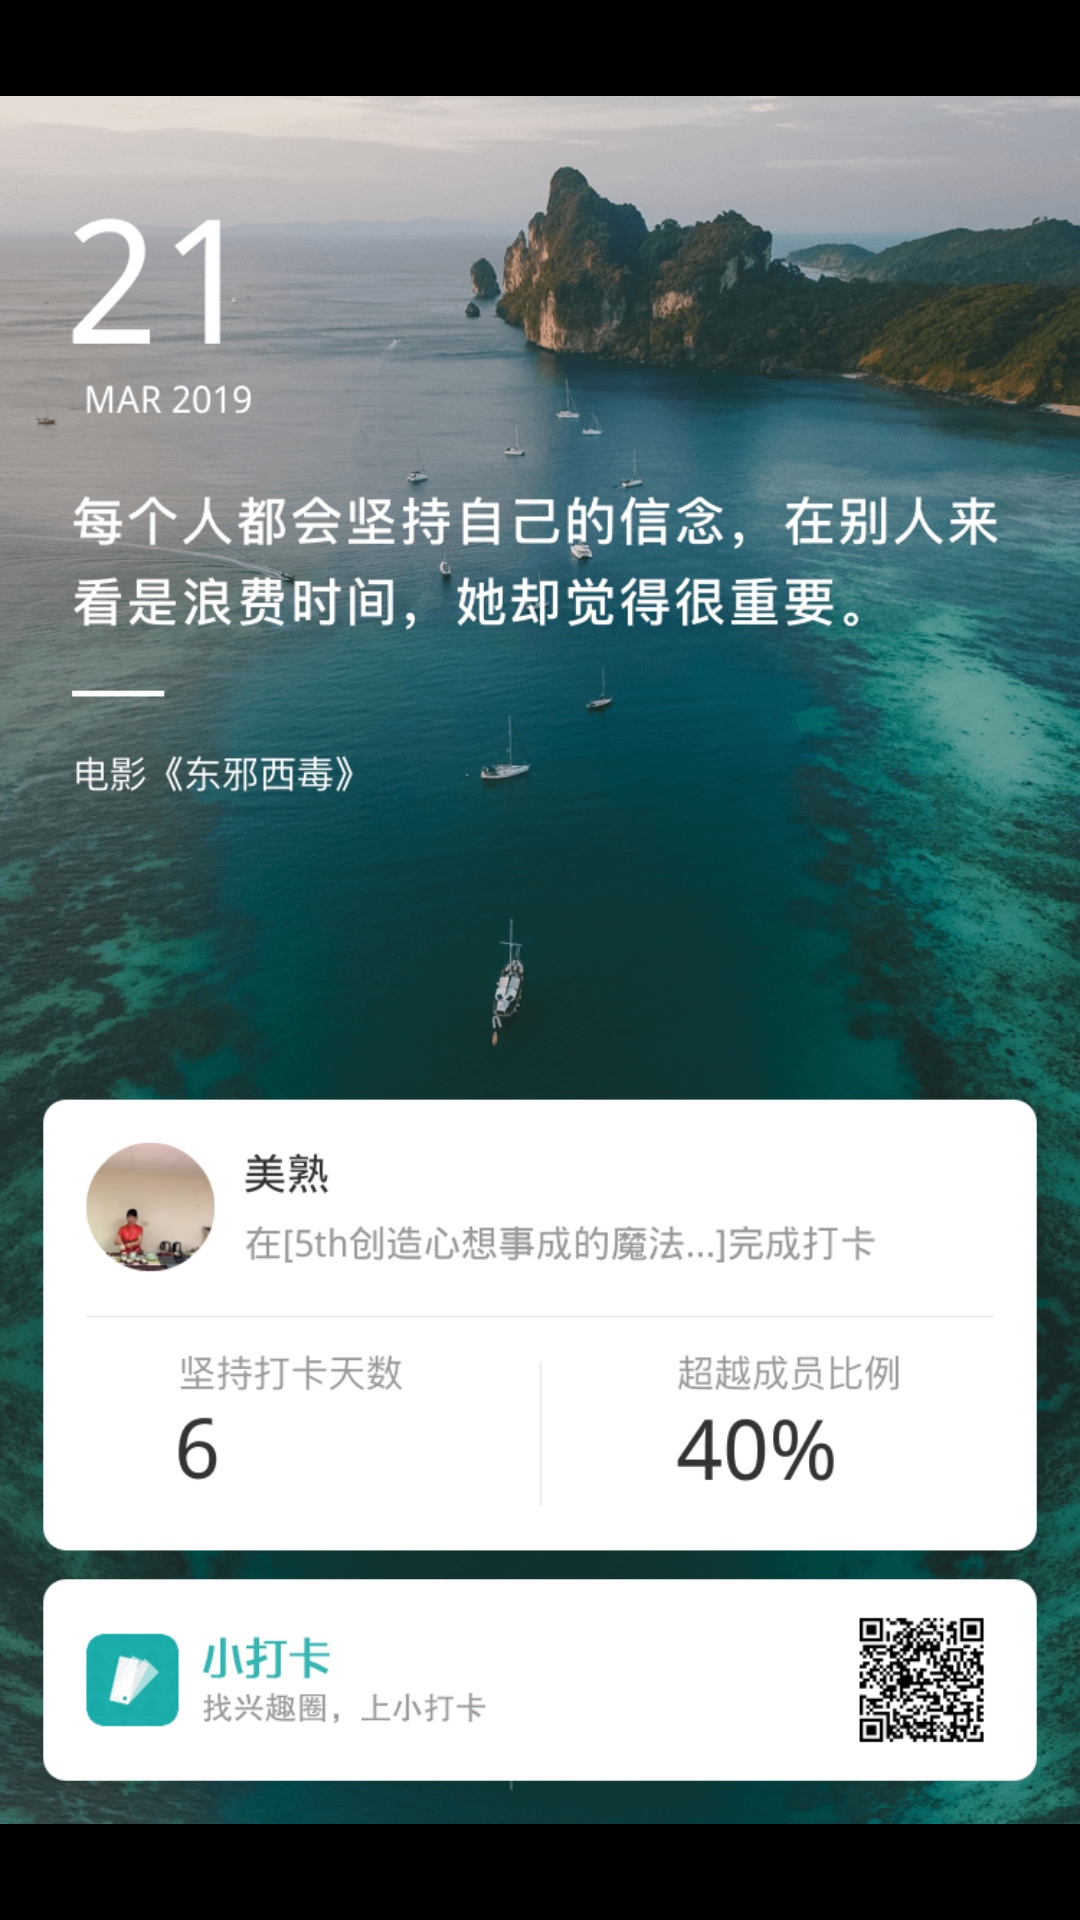 21
MAR 2019
每个人都会坚持自己的信念，在别人来
看是浪费时间，她却觉得很重要。
电影《东邪西毒》
美熟
在[5th创造心想事成的魔法...]完成打卡
坚持打卡天数
6
超越成员比例
40%
小打卡
找兴趣圈，上小打卡